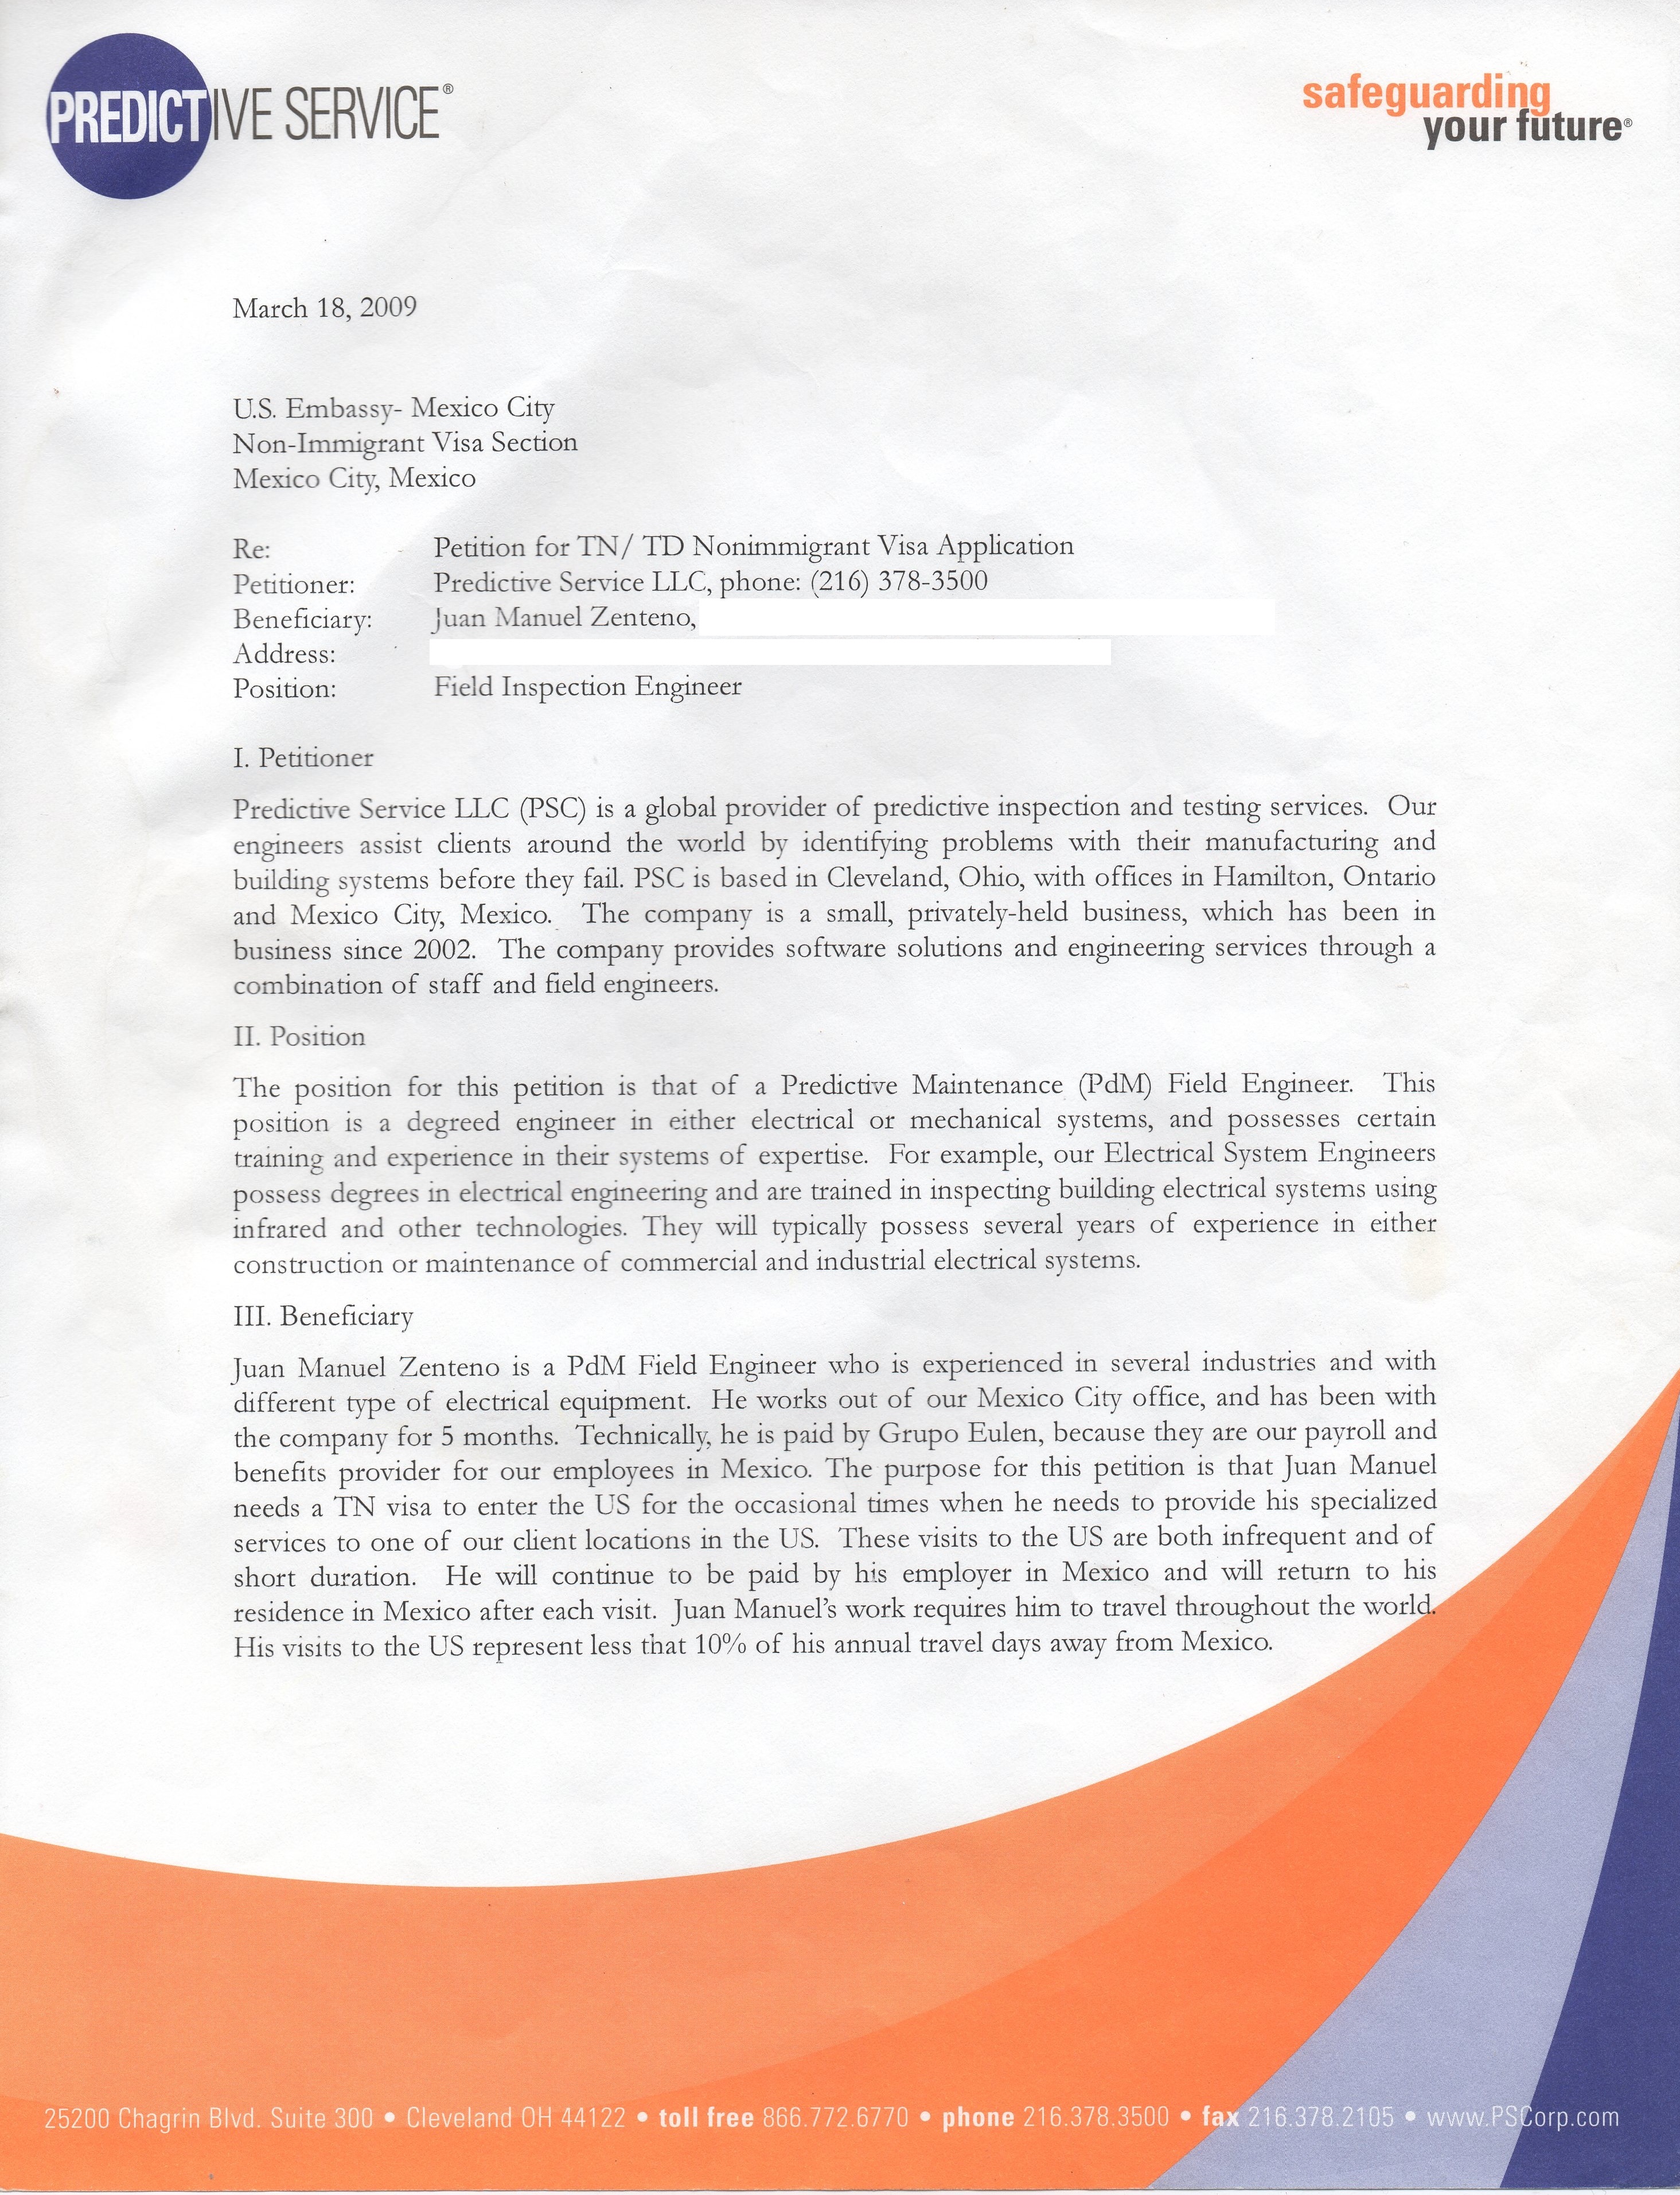 PREDICTIVE SERVICE®
safeguarding
your future®
March 18, 2009
U.S. Embassy- Mexico City
Non-Immigrant Visa Section
Mexico City, Mexico
Re: Petition for TN/ TD Nonimmigrant Visa Application
Petitioner: Predictive Service LLC, phone: (216) 378-3500
Beneficiary: Juan Manuel Zenteno,
Address:
Position: Field Inspection Engineer
I. Petitioner
Predictive Service LLC (PSC) is a global provider of predictive inspection and testing services. Our
engineers assist clients around the world by identifying problems with their manufacturing and
building systems before they fail. PSC is based in Cleveland, Ohio, with offices in Hamilton, Ontario
and Mexico City, Mexico. The company is a small, privately-held business, which has been in
business since 2002. The company provides software solutions and engineering services through a
combination of staff and field engineers.
II. Position
The position for this petition is that of a Predictive Maintenance (PdM) Field Engineer. This
position is a degreed engineer in either electrical or mechanical systems, and possesses certain
training and experience in their systems of expertise. For example, our Electrical System Engineers
possess degrees in electrical engineering and are trained in inspecting building electrical systems using
infrared and other technologies. They will typically possess several years of experience in either
construction or maintenance of commercial and industrial electrical systems.
III. Beneficiary
Juan Manuel Zenteno is a PdM Field Engineer who is experienced in several industries and with
different type of electrical equipment. He works out of our Mexico City office, and has been with
the company for 5 months. Technically, he is paid by Grupo Eulen, because they are our payroll and
benefits provider for our employees in Mexico. The purpose for this petition is that Juan Manuel
needs a TN visa to enter the US for the occasional times when he needs to provide his specialized
services to one of our client locations in the US. These visits to the US are both infrequent and of
short duration. He will continue to be paid by his employer in Mexico and will return to his
residence in Mexico after each visit. Juan Manuel's work requires him to travel throughout the world.
His visits to the US represent less that 10% of his annual travel days away from Mexico.
25200 Chagrin Blvd. Suite 300 • Cleveland OH 44122 • toll free 866.772.6770 • phone 216.378.3500 • fax 216.378.2105 • www.PSCorp.com